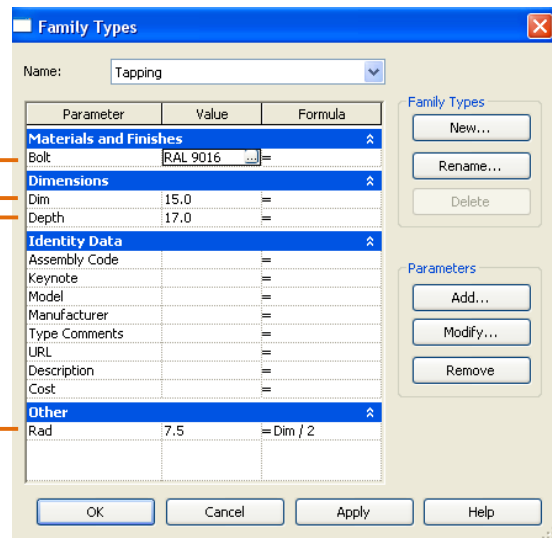 Family Types
Name: Tapping
Parameter Value Formula
Materials and Finishes
Bolt RAL 9016 ... =
Dimensions
Dim 15.0 =
Depth 17.0 =
Identity Data
Assembly Code =
Keynote =
Model =
Manufacturer =
Type Comments =
URL =
Description =
Cost =
Other
Rad 7.5 = Dim / 2
Family Types
New...
Rename...
Delete
Parameters
Add...
Modify...
Remove
OK Cancel Apply Help